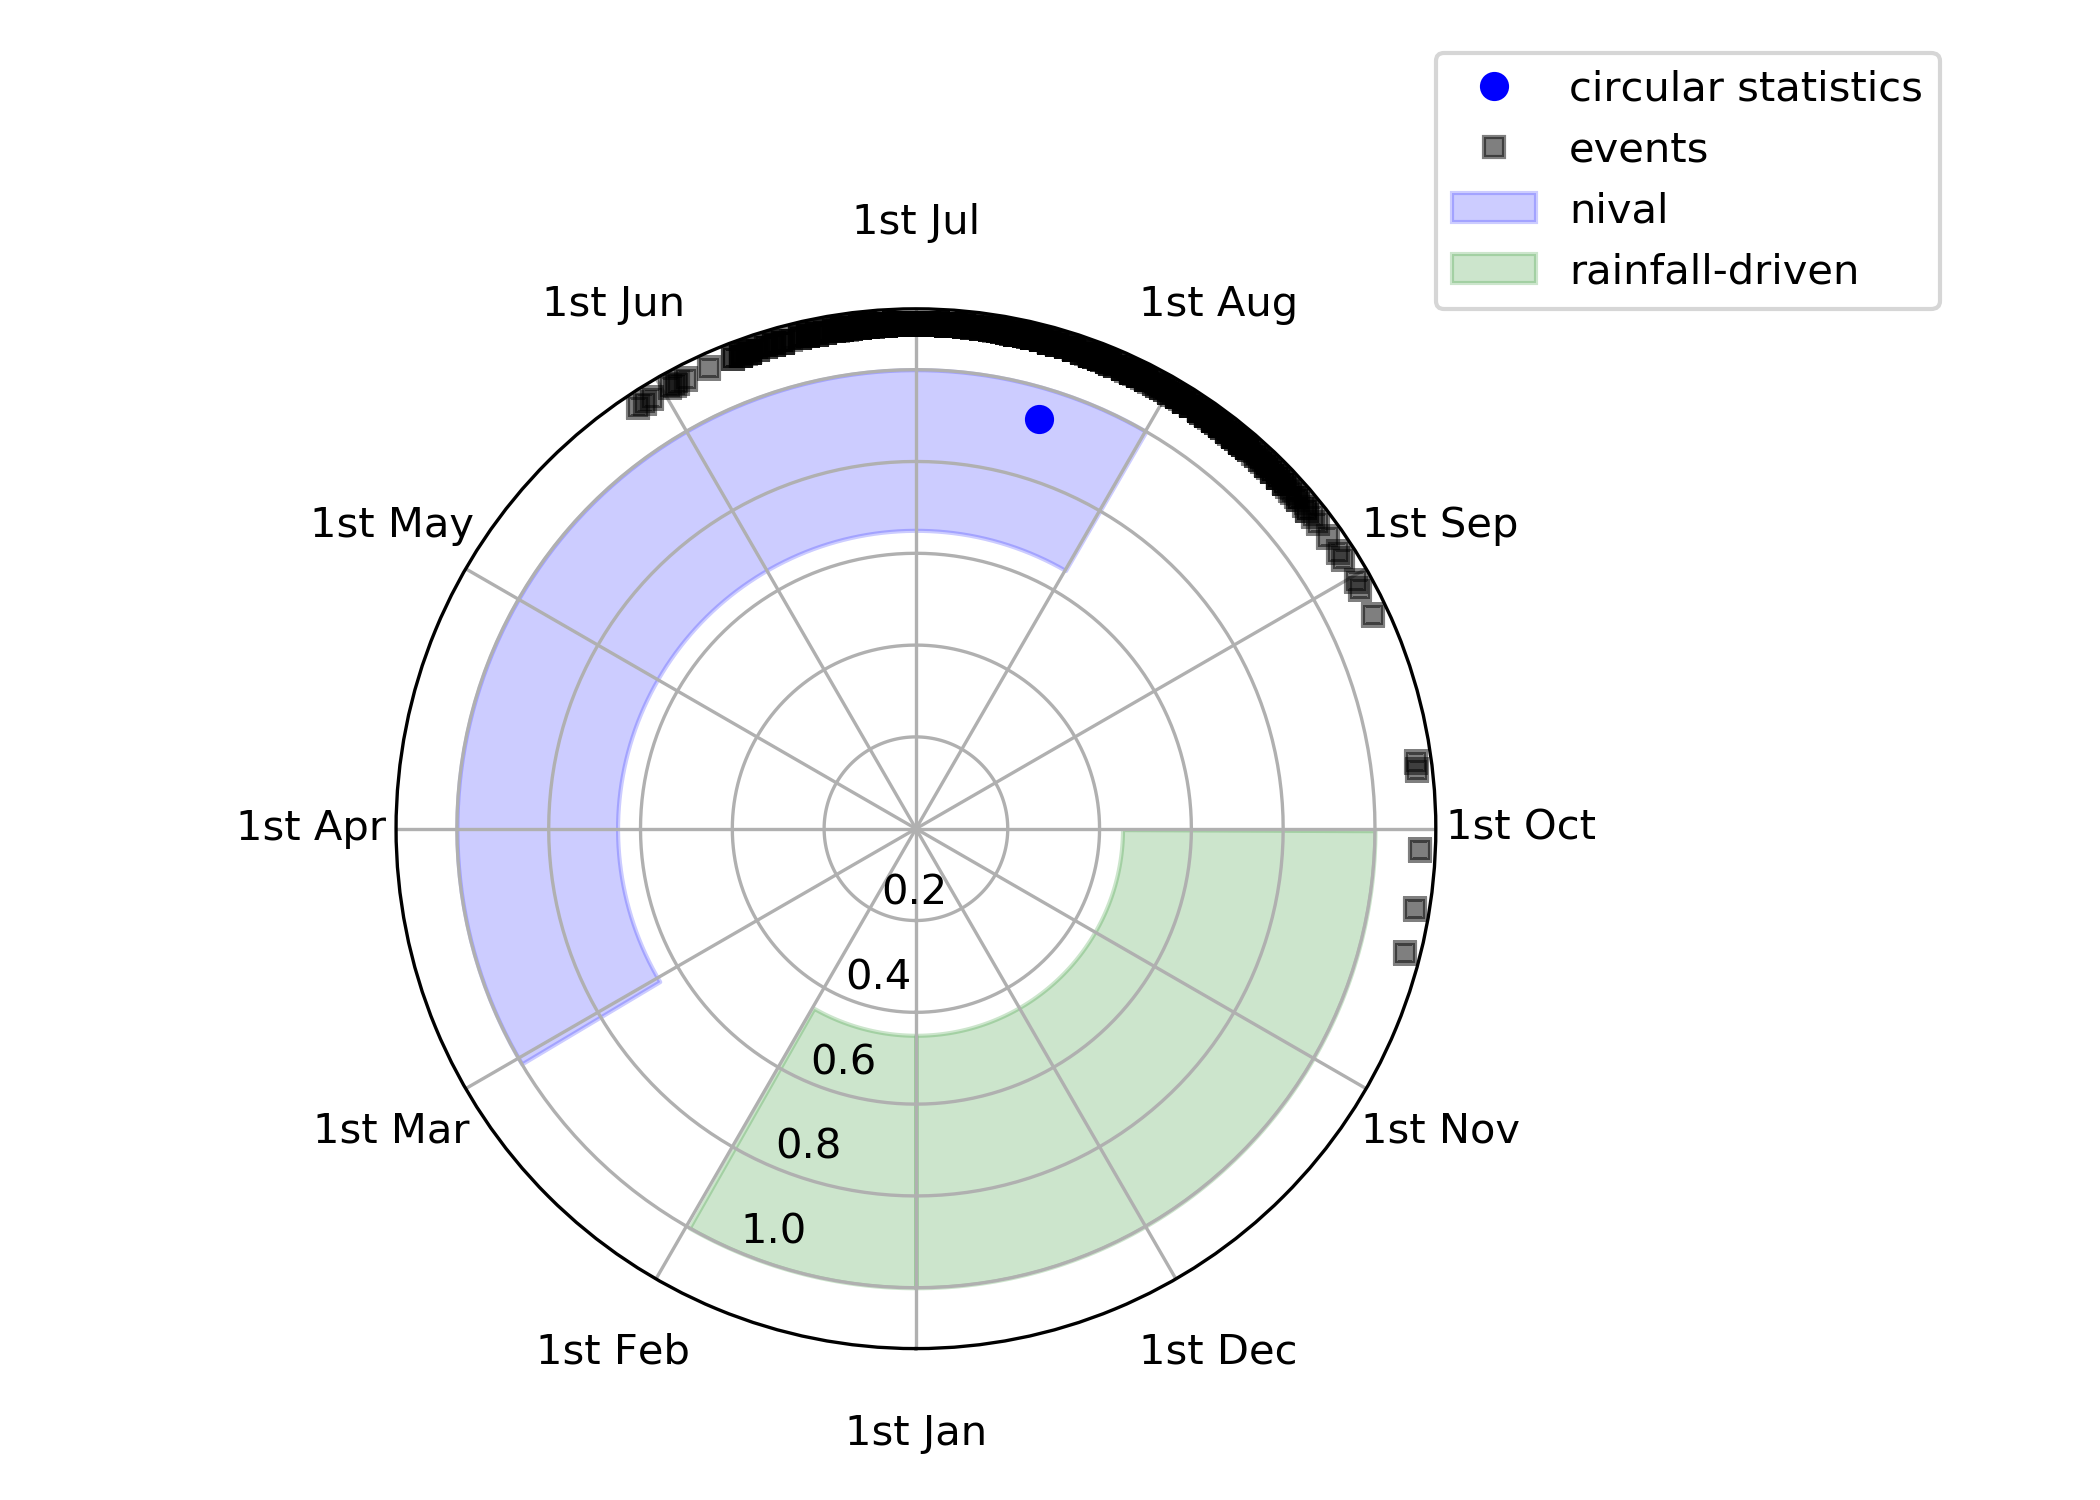 circular statistics
events
nival
rainfall-driven
1st Jul
1st Jun
1st Aug
1st May
1st Sep
1st Apr
1st Oct
0.2
0.4
0.6
0.8
1.0
1st Mar
1st Nov
1st Feb
1st Dec
1st Jan